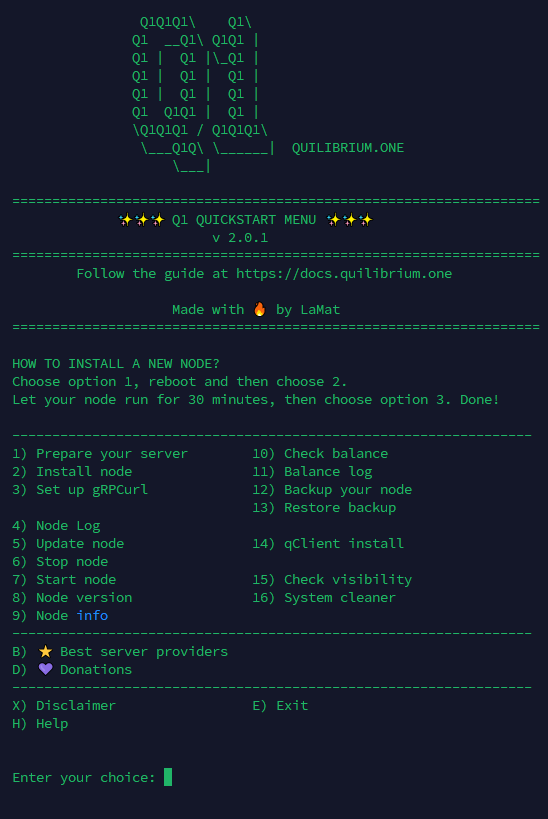 Q1Q1Q1\    Q1\
Q1  __Q1\ Q1Q1 |
Q1 |  Q1 |\_Q1 |
Q1 |  Q1 |  Q1 |
Q1 |  Q1 |  Q1 |
Q1  Q1Q1 |  Q1 |
\Q1Q1Q1 / Q1Q1Q1\
\___Q1Q\ \______|  QUILIBRIUM.ONE
\___|
==================================================================
✨✨✨ Q1 QUICKSTART MENU ✨✨✨
v 2.0.1
==================================================================
Follow the guide at https://docs.quilibrium.one
Made with 🔥 by LaMat
==================================================================
HOW TO INSTALL A NEW NODE?
Choose option 1, reboot and then choose 2.
Let your node run for 30 minutes, then choose option 3. Done!
-----------------------------------------------------------------
1) Prepare your server        10) Check balance
2) Install node               11) Balance log
3) Set up gRPCurl             12) Backup your node
13) Restore backup
4) Node Log
5) Update node                14) qClient install
6) Stop node
7) Start node                 15) Check visibility
8) Node version               16) System cleaner
9) Node info
-----------------------------------------------------------------
B) ⭐ Best server providers
D) 💜 Donations
-----------------------------------------------------------------
X) Disclaimer                 E) Exit
H) Help
Enter your choice: